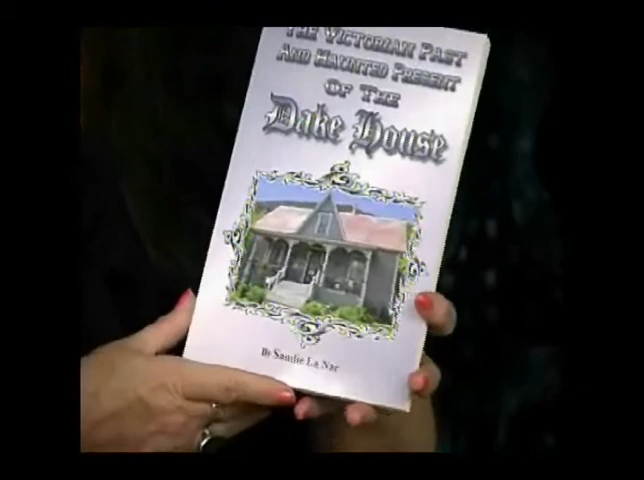 The Victorian Past
And Haunted Present
Of The
Dake House
By Sandie La Nae